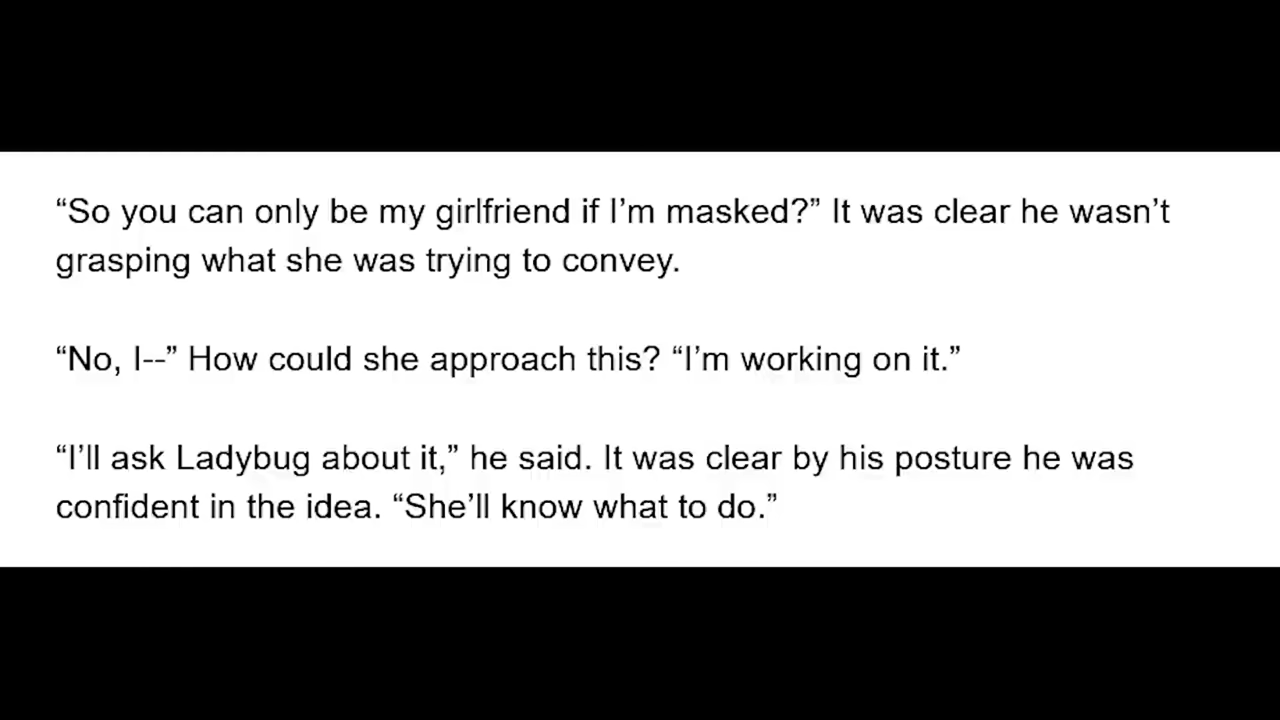 “So you can only be my girlfriend if I’m masked?” It was clear he wasn’t
grasping what she was trying to convey.
“No, I--” How could she approach this? “I’m working on it.”
“I’ll ask Ladybug about it,” he said. It was clear by his posture he was
confident in the idea. “She’ll know what to do.”